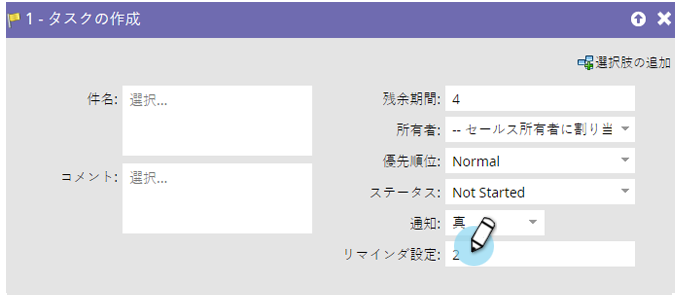 1 - タスクの作成
選択肢の追加
件名: 選択...
コメント: 選択...
残余期間: 4
所有者: -- セールス所有者に割り当
優先順位: Normal
ステータス: Not Started
通知: 真
リマインダ設定: 2